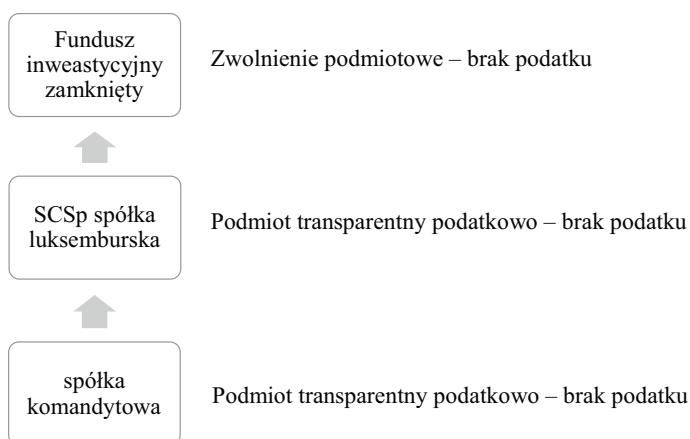 Fundusz
inweastycyjny
zamknięty
Zwolnienie podmiotowe – brak podatku
SCSp spółka
luksemburska
Podmiot transparentny podatkowo – brak podatku
spółka
komandytowa
Podmiot transparentny podatkowo – brak podatku